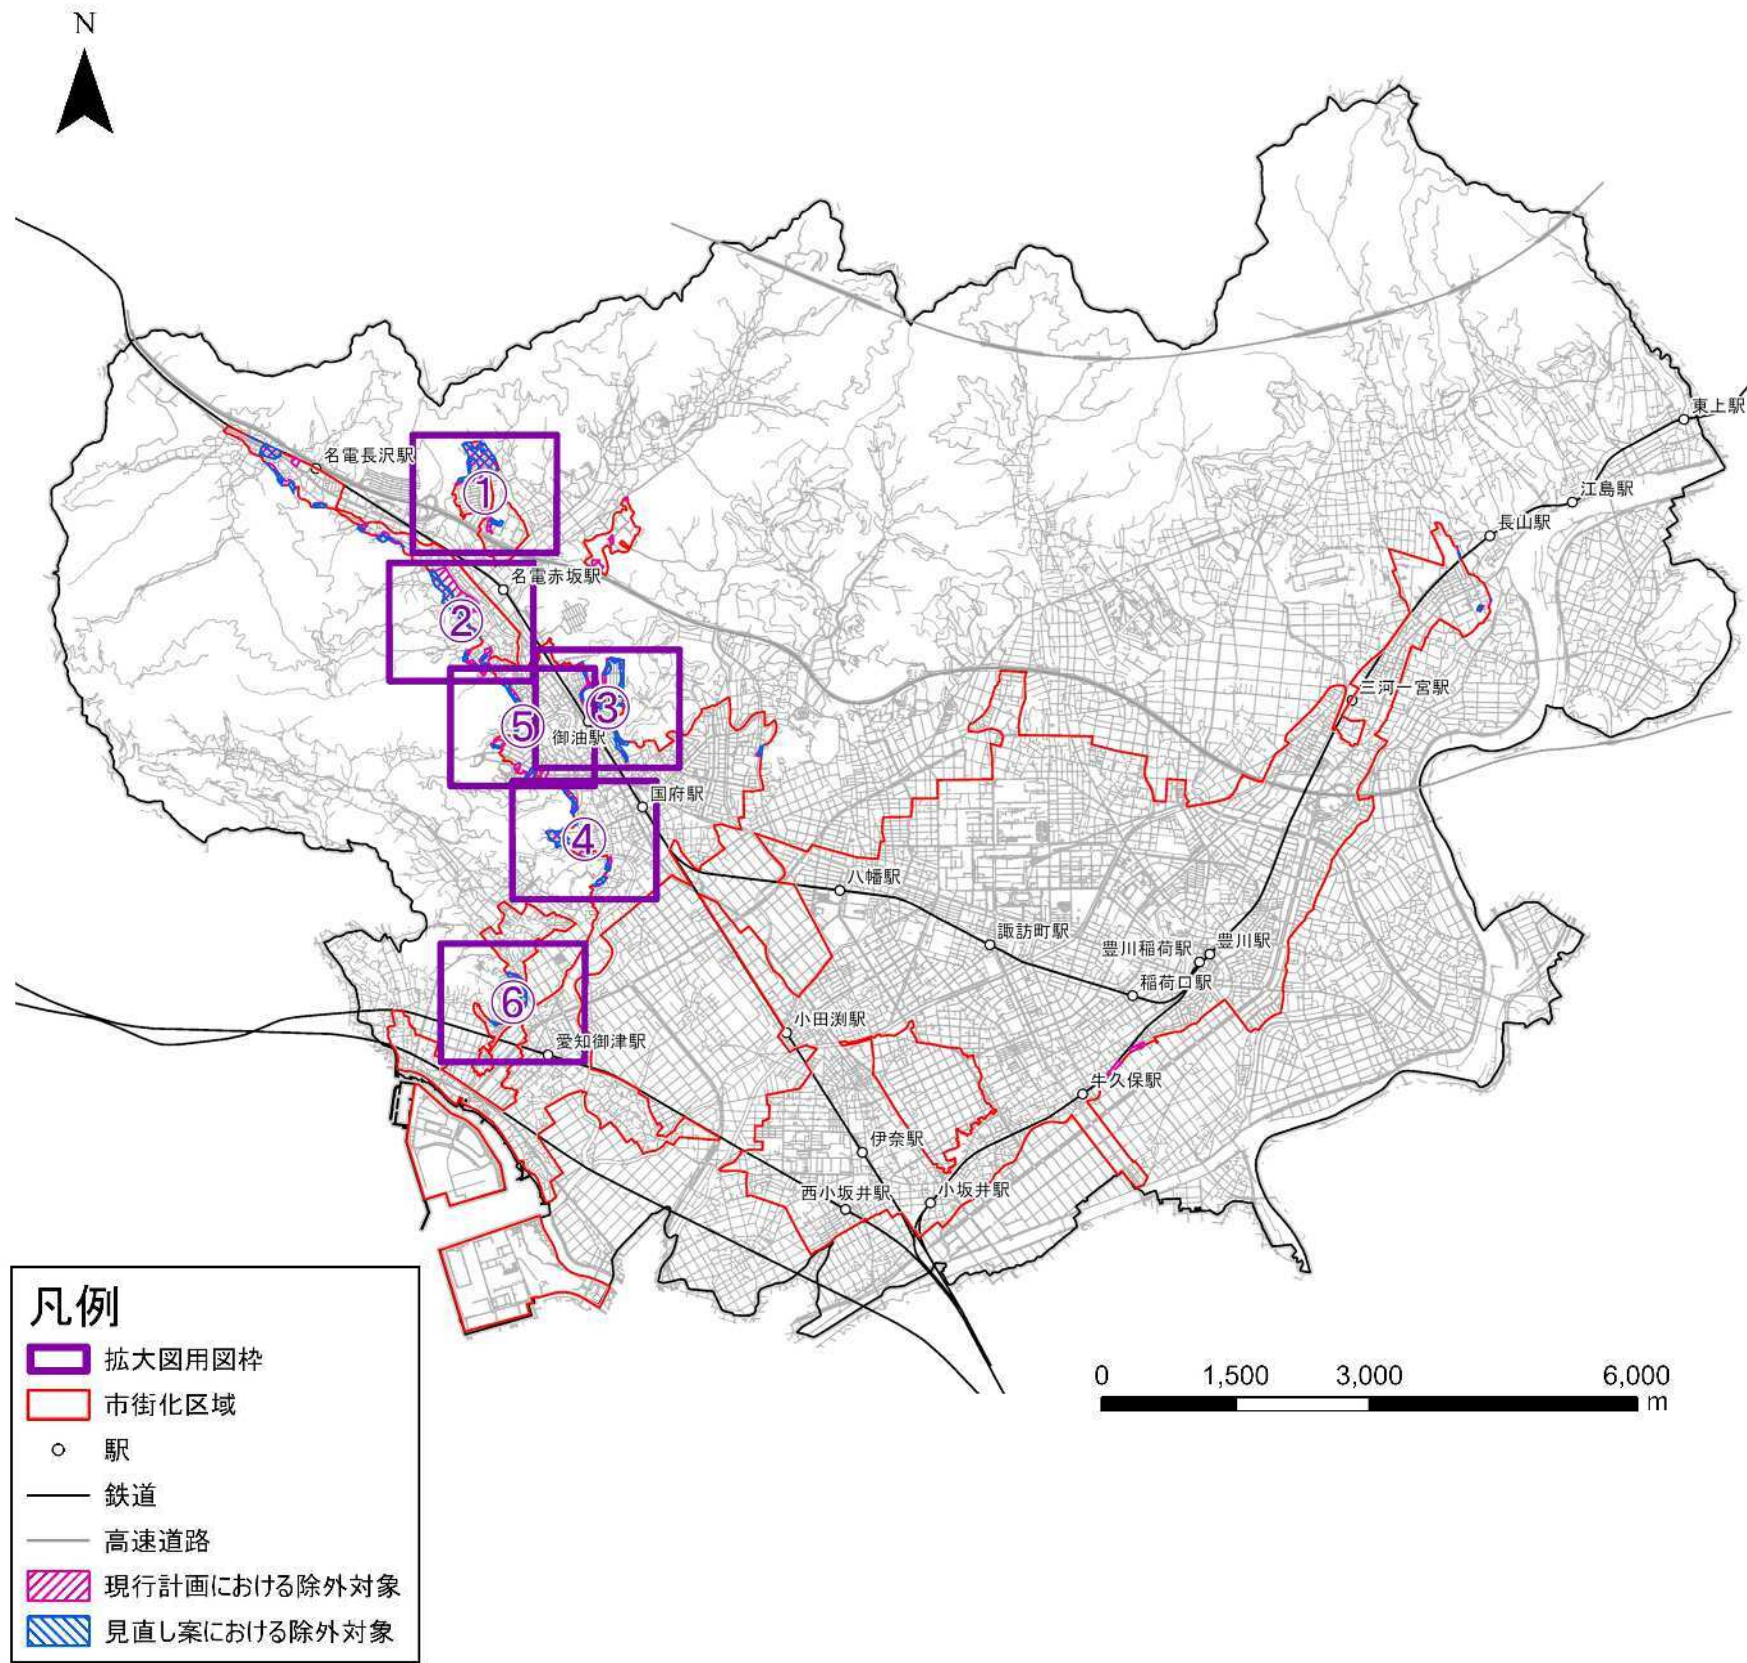 N
東上駅
名電長沢駅
①
江島駅
長山駅
名電赤坂駅
②
三河一宮駅
③
⑤
御油駅
国府駅
④
八幡駅
諏訪町駅
豊川稲荷駅
豊川駅
稲荷口駅
⑥
小田渕駅
愛知御津駅
牛久保駅
伊奈駅
西小坂井駅
小坂井駅
凡例
拡大図用図枠
市街化区域
駅
鉄道
高速道路
現行計画における除外対象
見直し案における除外対象
0 1,500 3,000 6,000
m